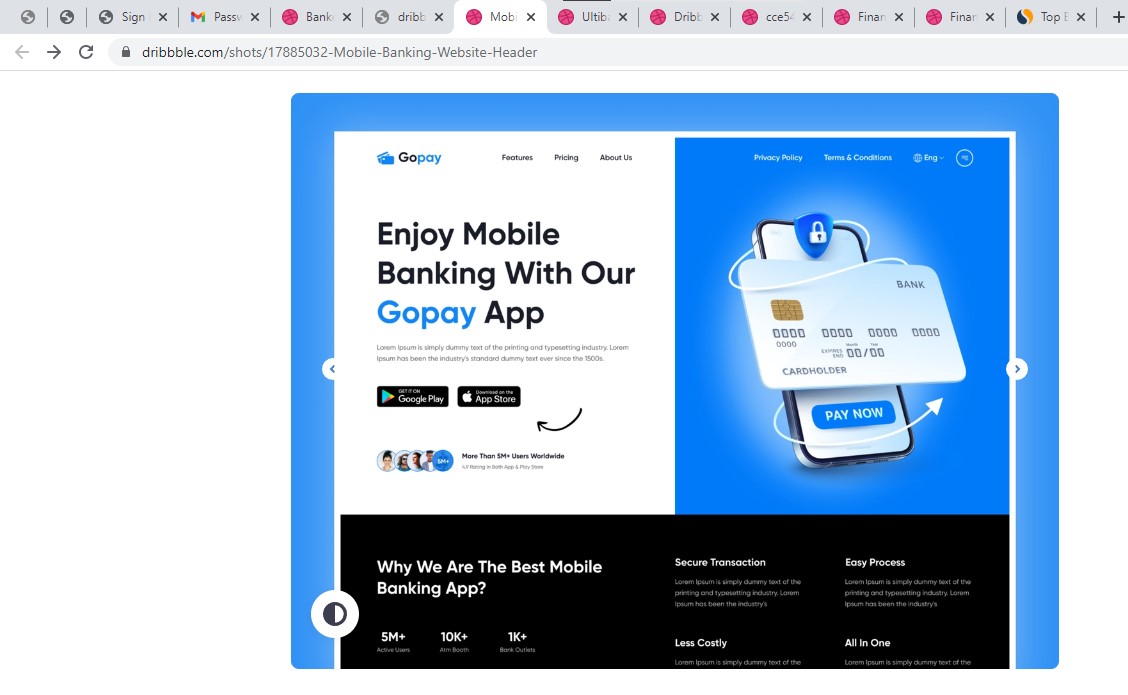 Sign
Passw
Bank
dribb
Mobi
Ultiba
Dribb
cce54
Finan
Finan
Top
dribbble.com/shots/17885032-Mobile-Banking-Website-Header
Gopay
Features
Pricing
About Us
Privacy Policy
Terms & Conditions
Eng
Enjoy Mobile
Banking With Our
Gopay App
Lorem Ipsum is simply dummy text of the printing and typesetting industry. Lorem
Ipsum has been the industry's standard dummy text ever since the 1500s.
GET IT ON
Google Play
Download on the
App Store
5M+
More Than 5M+ Users Worldwide
4.9 Rating in Both App & Play Store
BANK
0000 0000 0000 0000
0000
EXPIRES
END
Month Year
00/00
CARDHOLDER
PAY NOW
Why We Are The Best Mobile
Banking App?
5M+
Active Users
10K+
Atm Booth
1K+
Bank Outlets
Secure Transaction
Lorem Ipsum is simply dummy text of the
printing and typesetting industry. Lorem
Ipsum has been the industry's
Easy Process
Lorem Ipsum is simply dummy text of the
printing and typesetting industry. Lorem
Ipsum has been the industry's
Less Costly
Lorem Ipsum is simply dummy text of the
All In One
Lorem Ipsum is simply dummy text of the